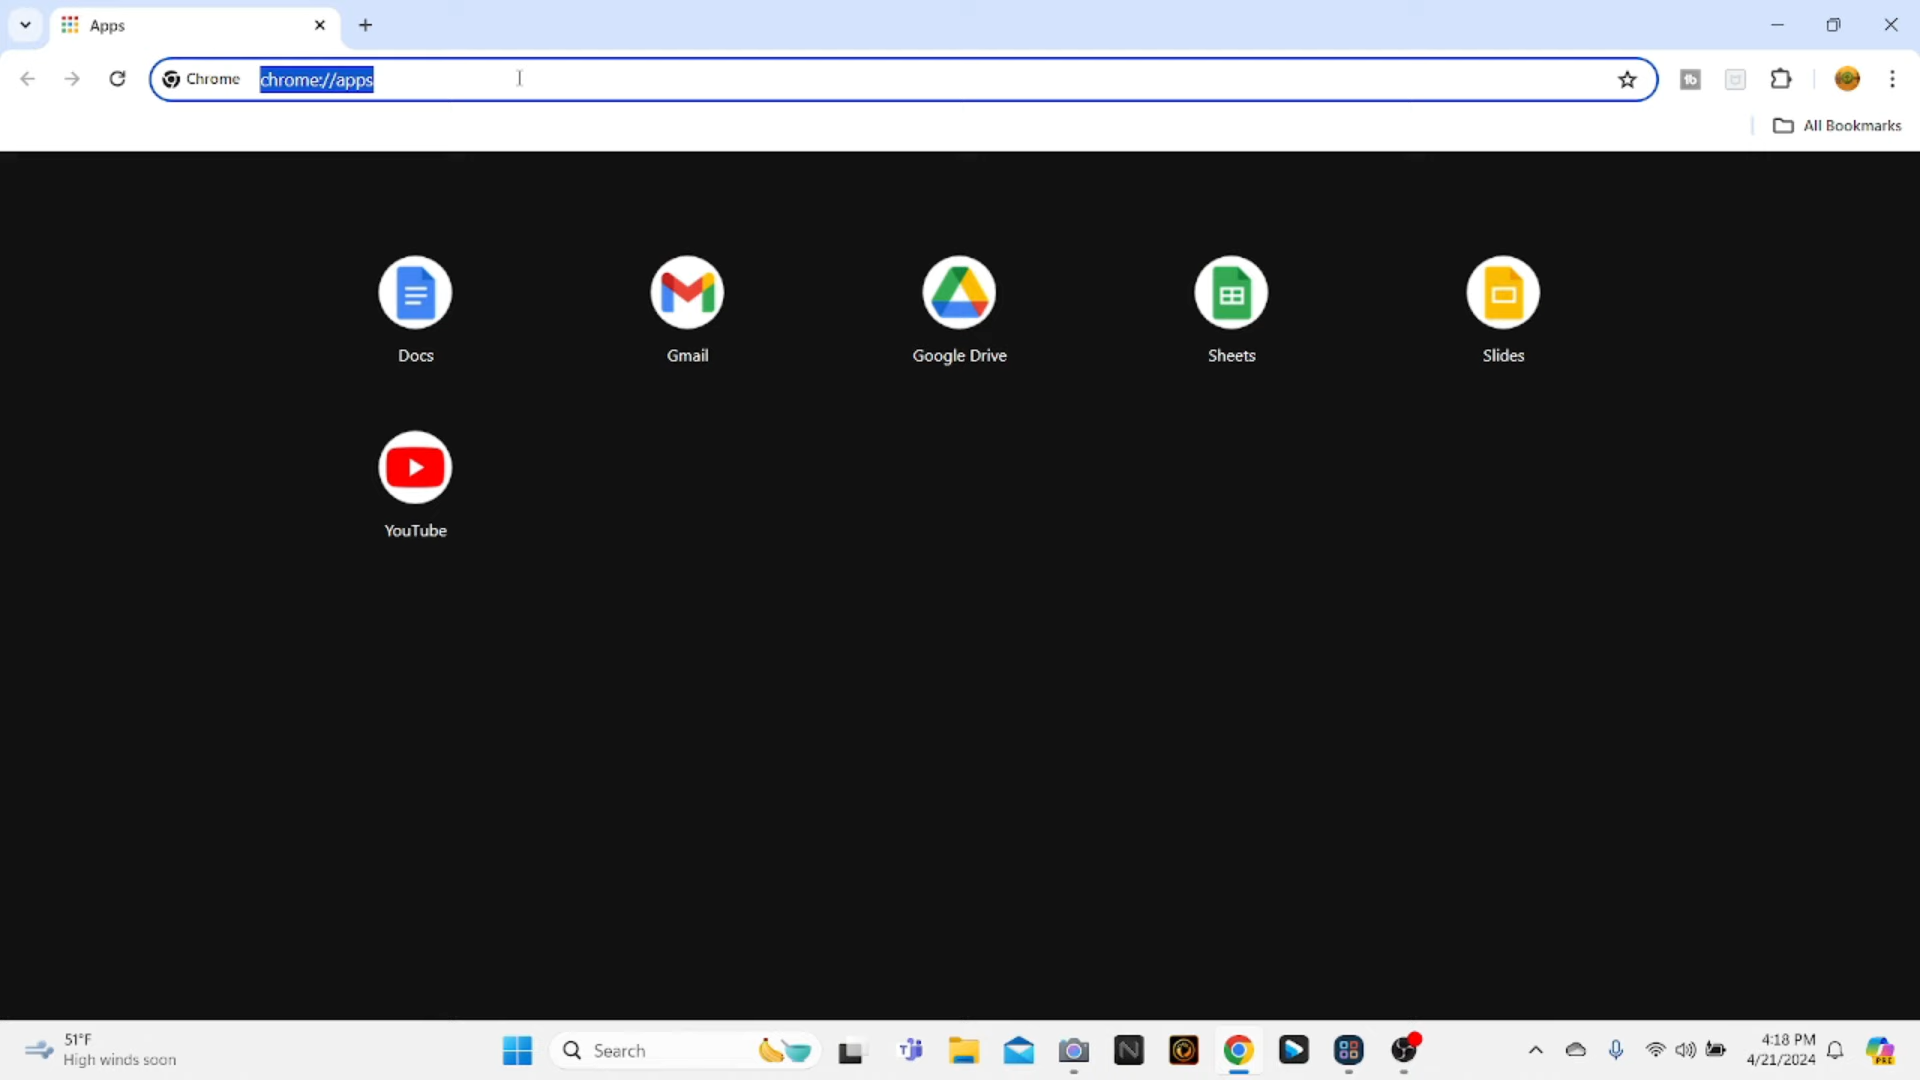 Apps
Chrome chrome://apps
All Bookmarks
Docs Gmail Google Drive Sheets Slides
YouTube
51°F
High winds soon
Search
4:18 PM
4/21/2024
PRE